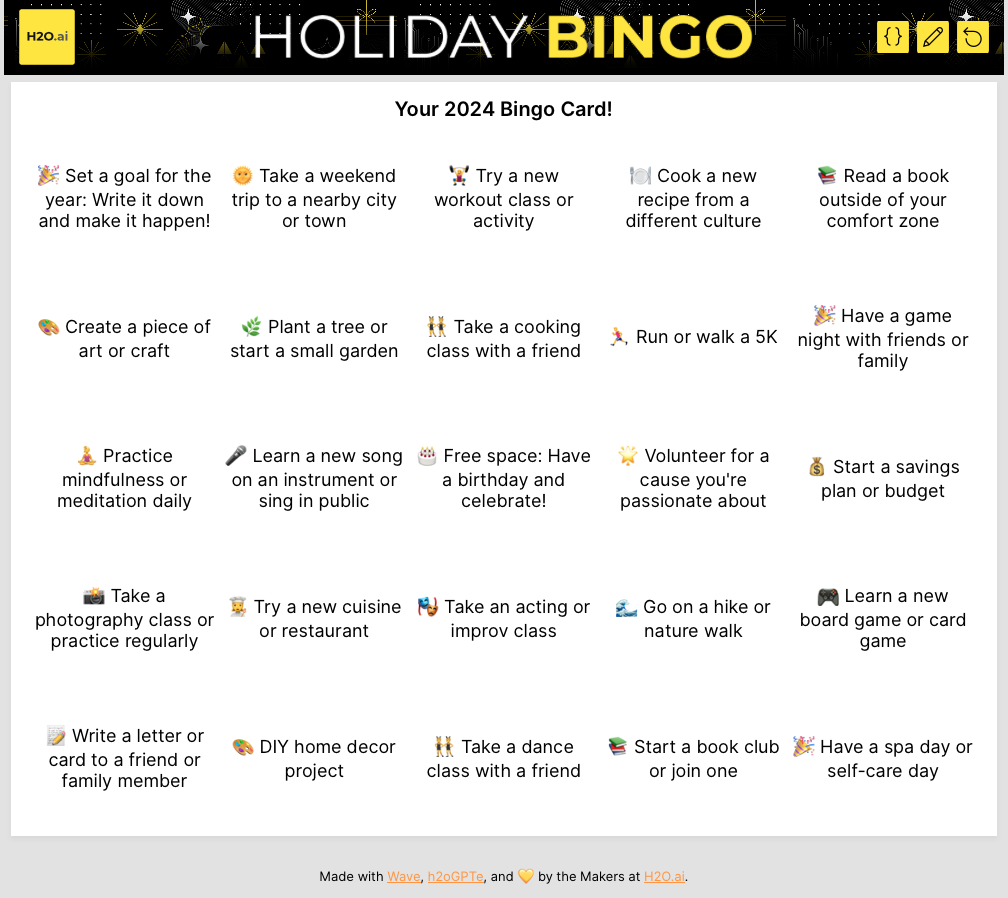 H2O.ai
HOLIDAY BINGO
{}
Your 2024 Bingo Card!
🎉 Set a goal for the
year: Write it down
and make it happen!
🌞 Take a weekend
trip to a nearby city
or town
🏋️‍♀️ Try a new
workout class or
activity
🍽️ Cook a new
recipe from a
different culture
📚 Read a book
outside of your
comfort zone
🎨 Create a piece of
art or craft
🌿 Plant a tree or
start a small garden
👯 Take a cooking
class with a friend
🏃‍♀️ Run or walk a 5K
🎉 Have a game
night with friends or
family
🧘‍♀️ Practice
mindfulness or
meditation daily
🎤 Learn a new song
on an instrument or
sing in public
🎂 Free space: Have
a birthday and
celebrate!
🌟 Volunteer for a
cause you're
passionate about
💰 Start a savings
plan or budget
📸 Take a
photography class or
practice regularly
👩‍🍳 Try a new cuisine
or restaurant
🎭 Take an acting or
improv class
🌊 Go on a hike or
nature walk
🎮 Learn a new
board game or card
game
📝 Write a letter or
card to a friend or
family member
🎨 DIY home decor
project
👯 Take a dance
class with a friend
📚 Start a book club
or join one
🎉 Have a spa day or
self-care day
Made with Wave, h2oGPTe, and 💛 by the Makers at H2O.ai.